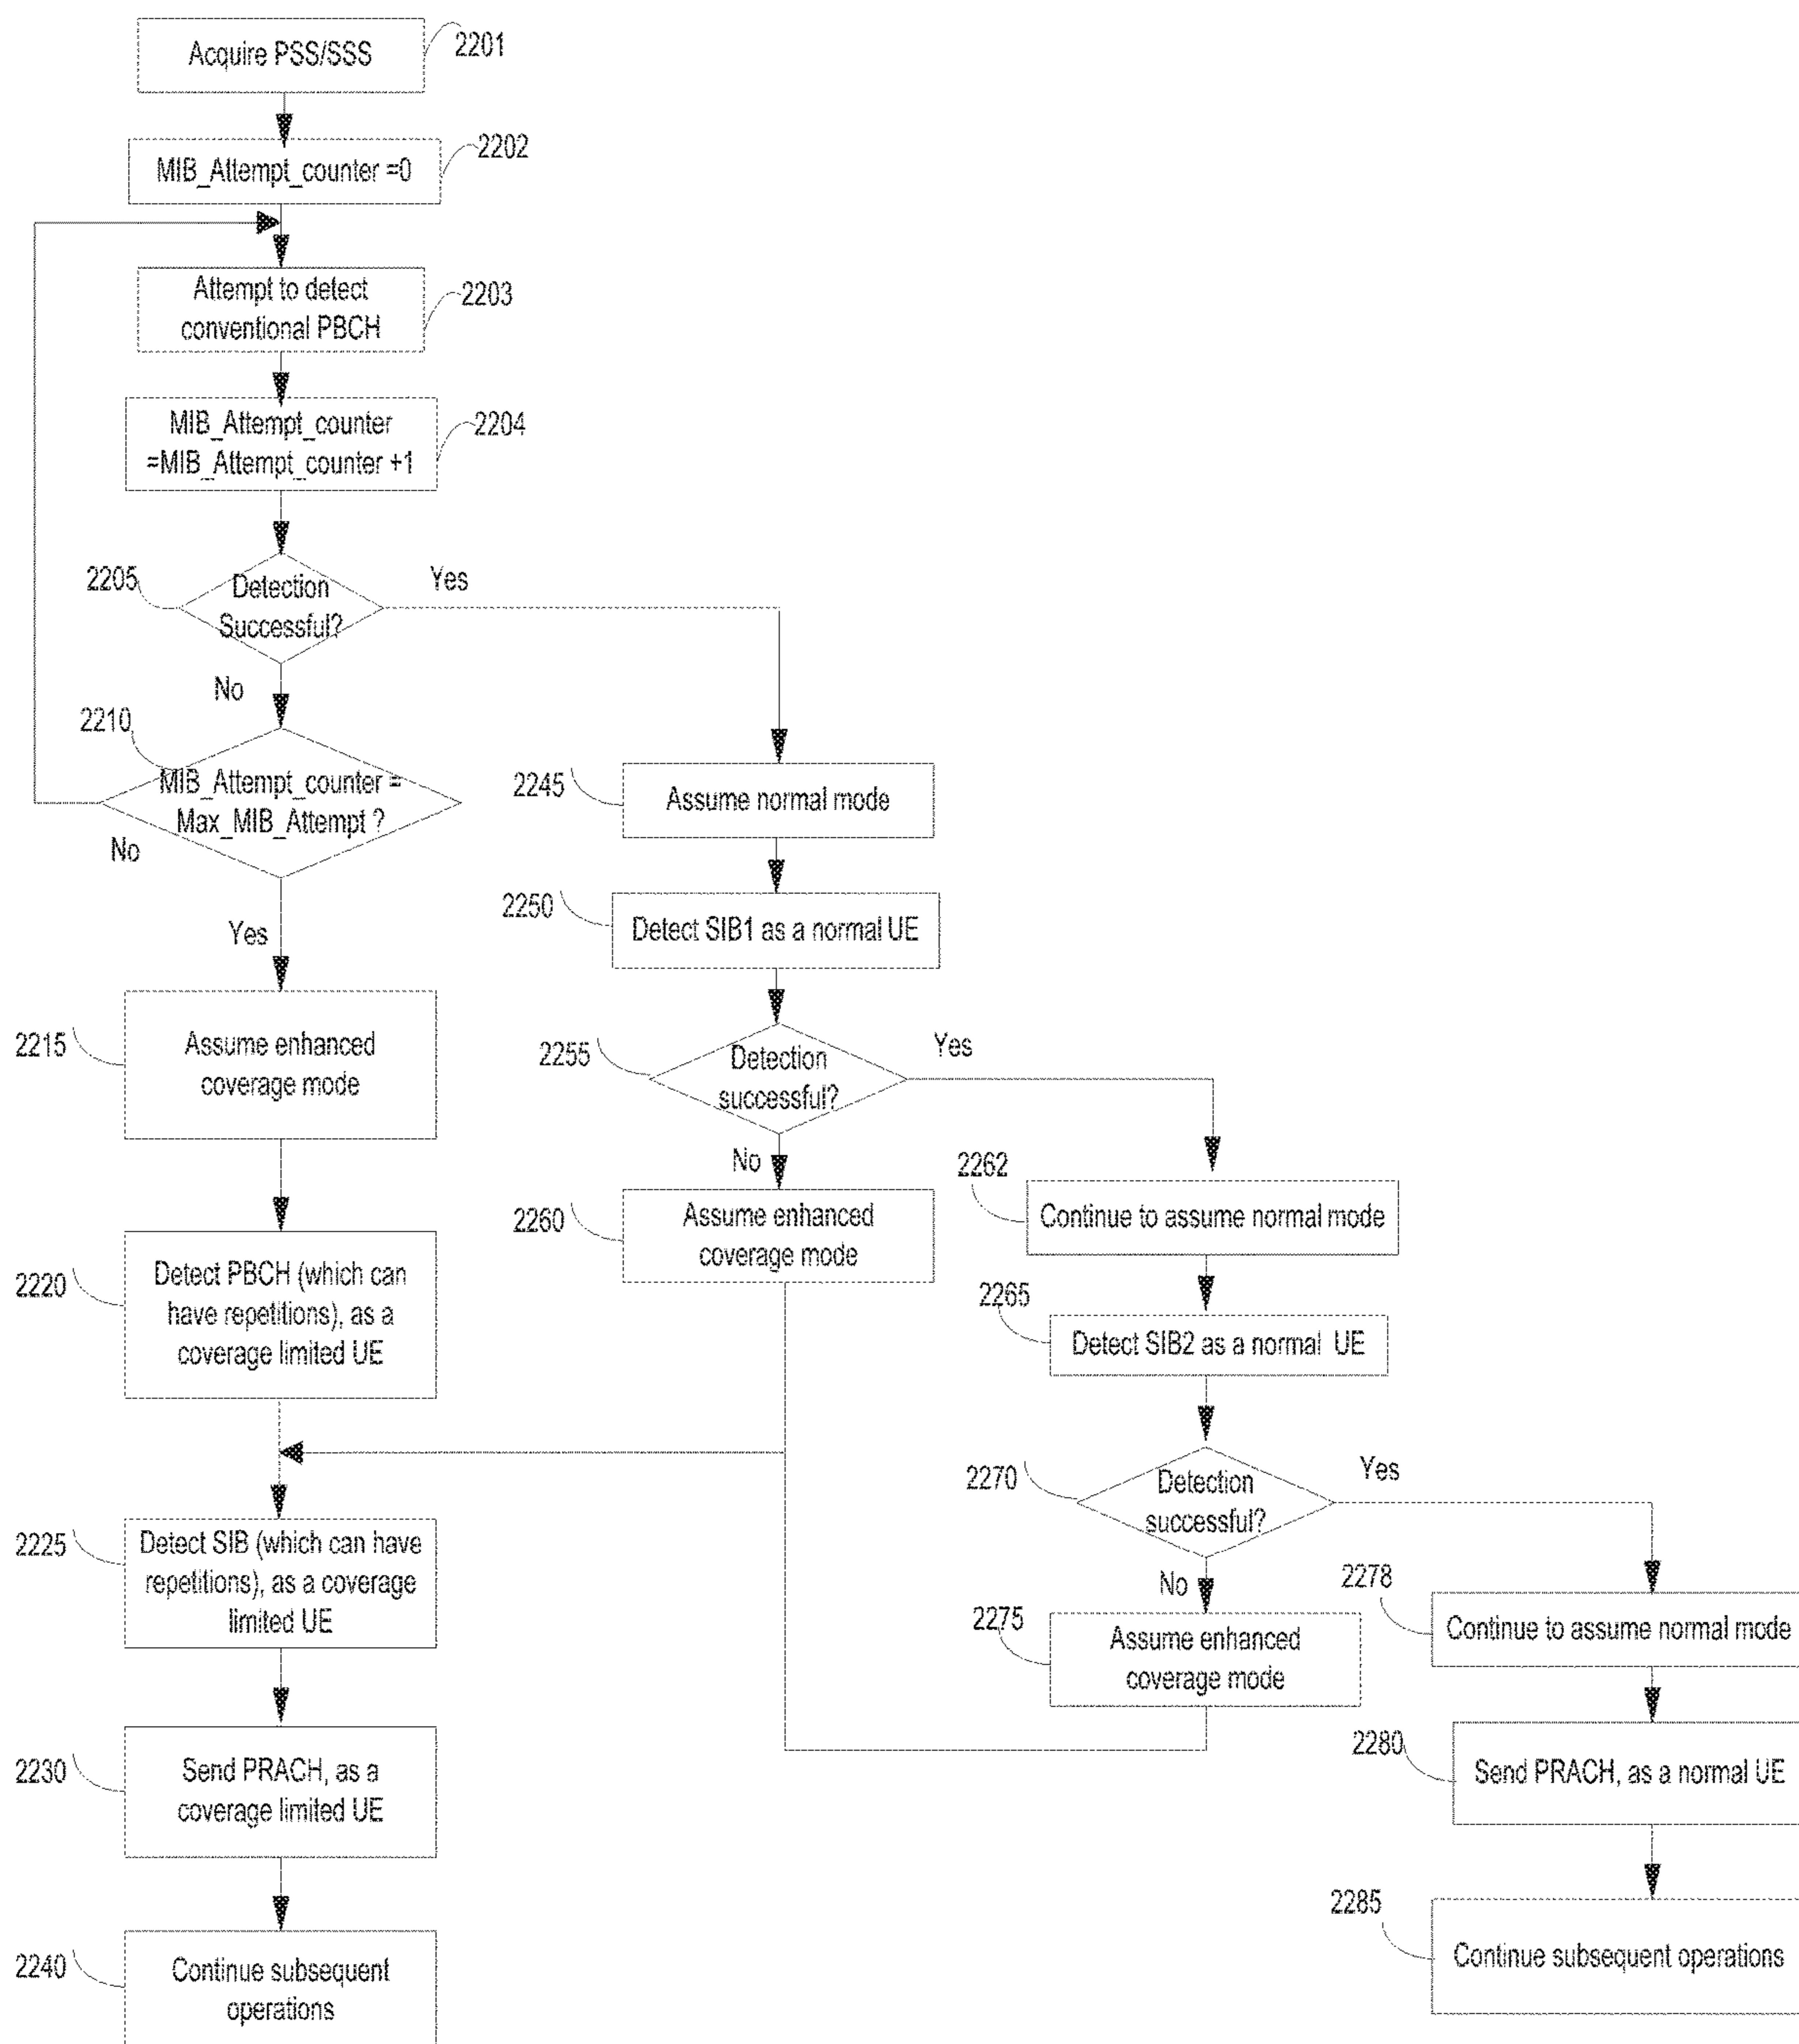 Acquire PSS/SSS
2201
MIB_Attempt_counter =0
2202
Attempt to detect
conventional PBCH
2203
MIB_Attempt_counter
=MIB_Attempt_counter +1
2204
2205
Detection
Successful?
Yes
No
2210
MIB_Attempt_counter =
Max_MIB_Attempt ?
No
Yes
2215
Assume enhanced
coverage mode
2220
Detect PBCH (which can
have repetitions), as a
coverage limited UE
2225
Detect SIB (which can have
repetitions), as a coverage
limited UE
2230
Send PRACH, as a
coverage limited UE
2240
Continue subsequent
operations
2245
Assume normal mode
2250
Detect SIB1 as a normal UE
2255
Detection
successful?
Yes
No
2260
Assume enhanced
coverage mode
2262
Continue to assume normal mode
2265
Detect SIB2 as a normal UE
2270
Detection
successful?
Yes
No
2275
Assume enhanced
coverage mode
2278
Continue to assume normal mode
2280
Send PRACH, as a normal UE
2285
Continue subsequent operations